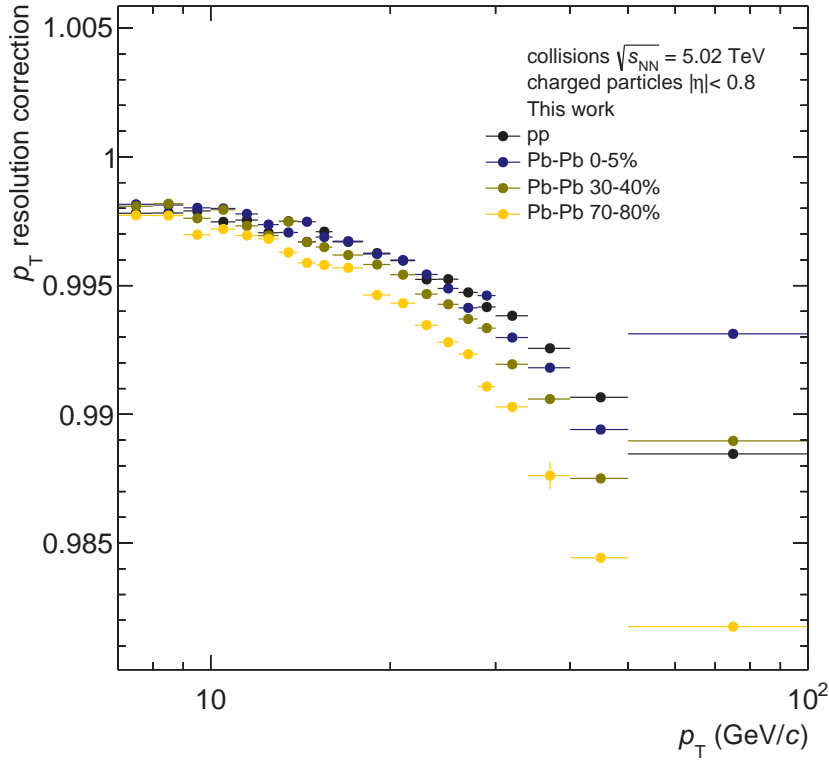 1.005
collisions √sNN = 5.02 TeV
charged particles |η|< 0.8
This work
pp
Pb-Pb 0-5%
Pb-Pb 30-40%
Pb-Pb 70-80%
1
0.995
0.99
0.985
pT resolution correction
10
10²
pT (GeV/c)